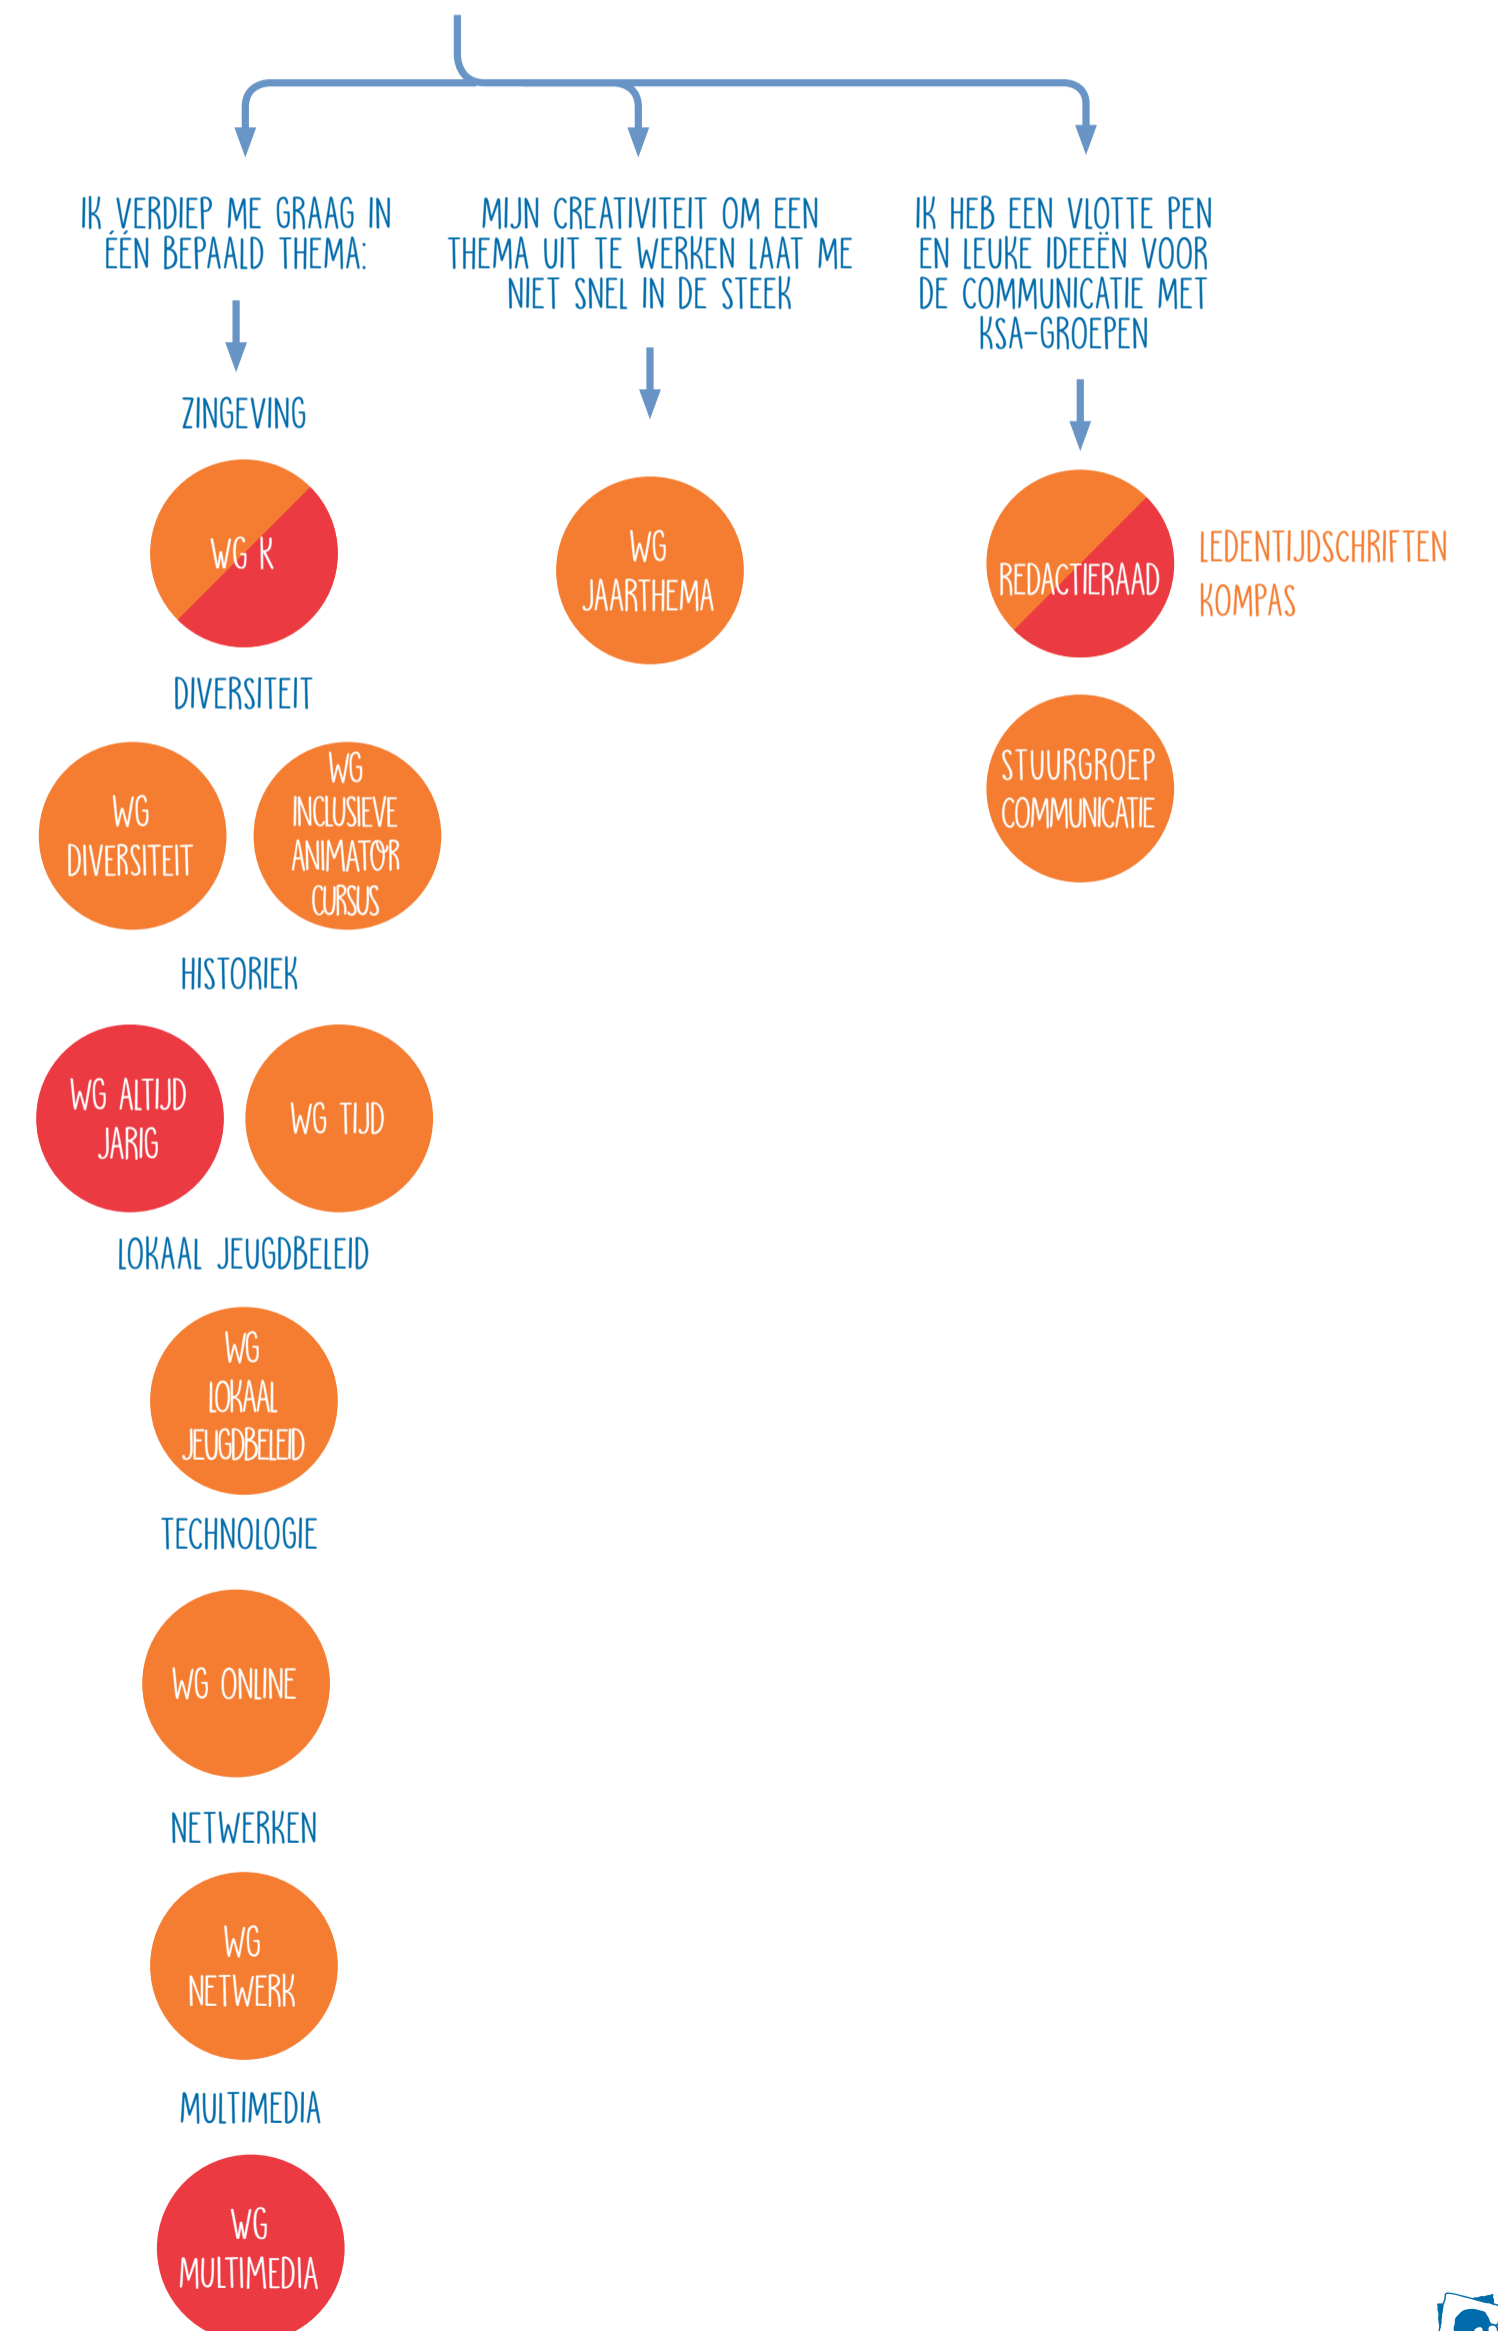 IK VERDIEP ME GRAAG IN
ÉÉN BEPAALD THEMA:
ZINGEVING
WG K
DIVERSITEIT
WG
DIVERSITEIT
WG
INCLUSIEVE
ANIMATOR
CURSUS
HISTORIEK
WG ALTIJD
JARIG
WG TIJD
LOKAAL JEUGDBELEID
WG
LOKAAL
JEUGDBELEID
TECHNOLOGIE
WG ONLINE
NETWERKEN
WG
NETWERK
MULTIMEDIA
WG
MULTIMEDIA
MIJN CREATIVITEIT OM EEN
THEMA UIT TE WERKEN LAAT ME
NIET SNEL IN DE STEEK
WG
JAARTHEMA
IK HEB EEN VLOTTE PEN
EN LEUKE IDEEËN VOOR
DE COMMUNICATIE MET
KSA-GROEPEN
REDACTIERAAD
LEDENTIJDSCHRIFTEN
KOMPAS
STUURGROEP
COMMUNICATIE